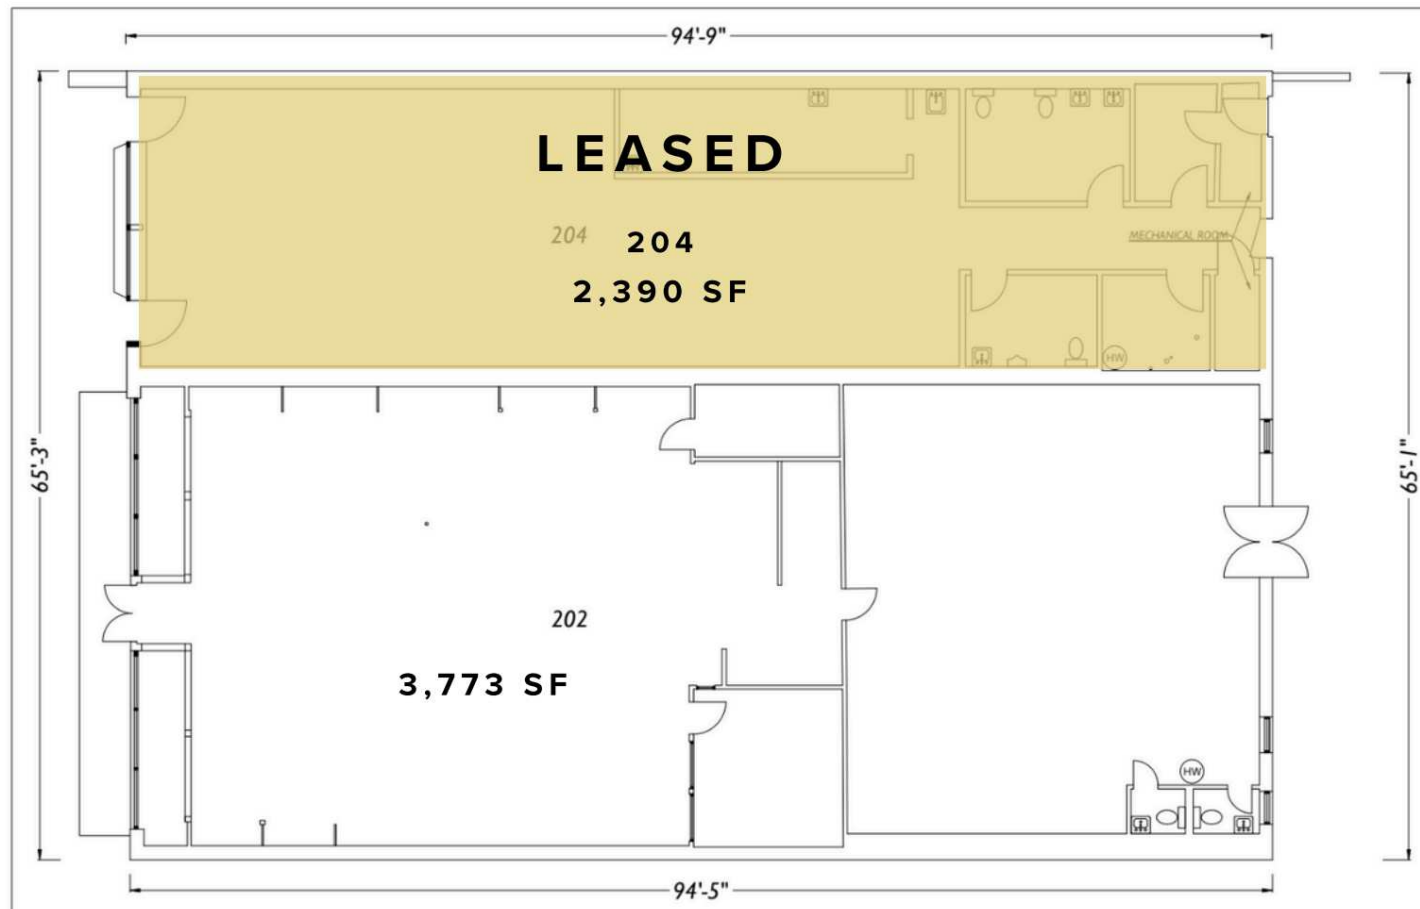 94'-9"
LEASED
204
204
2,390 SF
MECHANICAL ROOM
HW
65'-3"
65'-1"
202
3,773 SF
HW
94'-5"